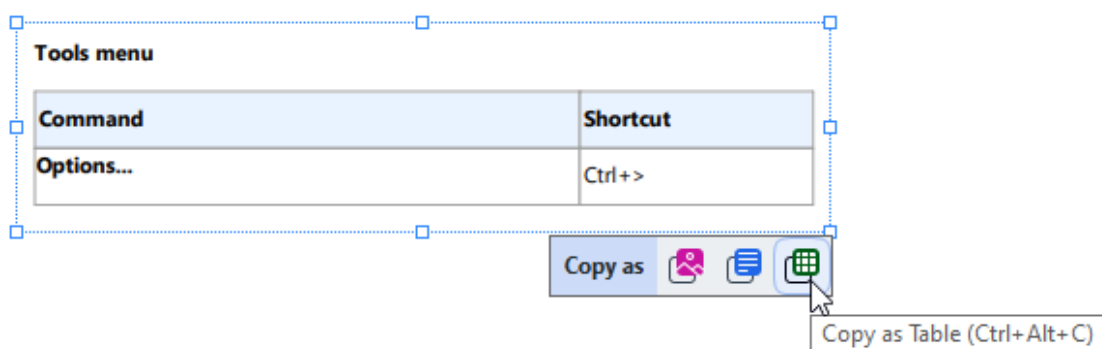 Tools menu
Command Shortcut
Options... Ctrl+>
Copy as
Copy as Table (Ctrl+Alt+C)